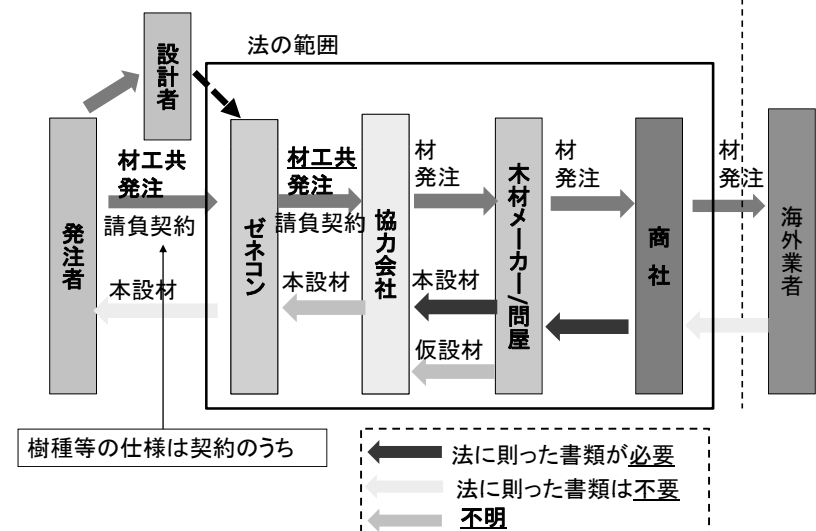 設計者
法の範囲
材工共
発注
請負契約
材工共
発注
請負契約
材
発注
材
発注
材
発注
発注者
ゼネコン
協力会社
木材メーカー/問屋
商社
海外業者
本設材
本設材
本設材
仮設材
樹種等の仕様は契約のうち
法に則った書類が必要
法に則った書類は不要
不明